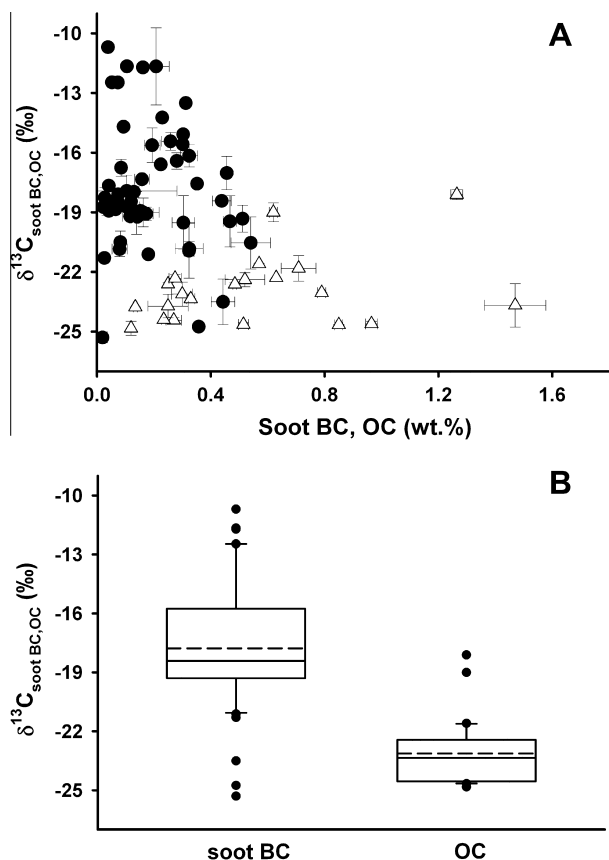 A
-10
-13
-16
-19
-22
-25
δ13Csoot BC,OC (‰)
0.0 0.4 0.8 1.2 1.6
Soot BC, OC (wt.%)
B
-10
-13
-16
-19
-22
-25
δ13Csoot BC,OC (‰)
soot BC OC